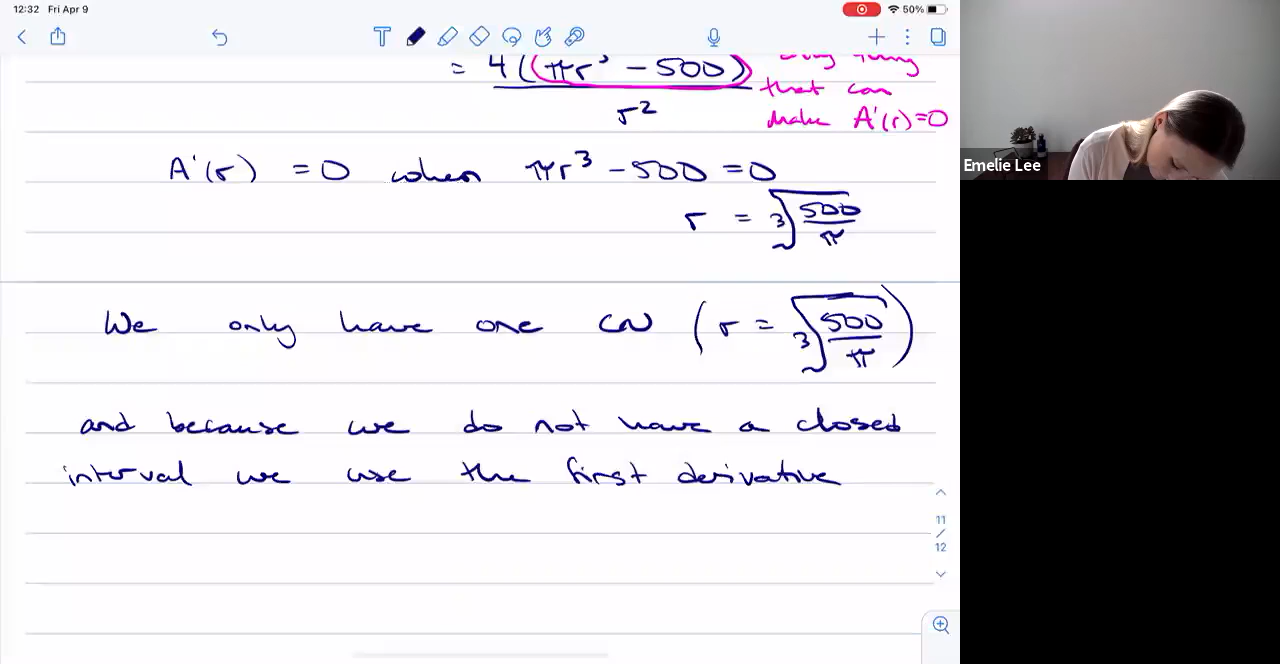 12:32 Fri Apr 9
50%
= 4(πr³ − 500)
r²
thing
that can
make A'(r)=0
A'(r) = 0 when πr³ − 500 = 0
r = ∛(500/π)
Emelie Lee
We only have one CN (r = ∛(500/π))
and because we do not have a closed
interval we use the first derivative
11
/
12